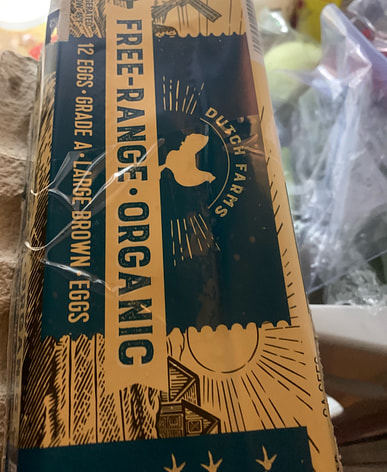 DUTCH FARMS
FREE-RANGE • ORGANIC
12 EGGS • GRADE A • LARGE BROWN EGGS